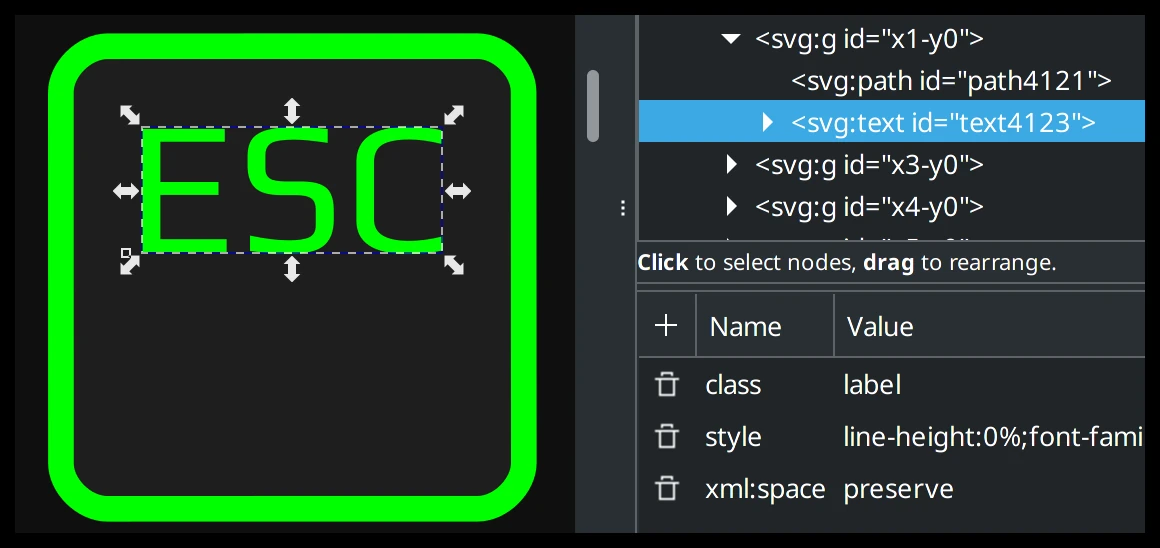 ESC
<svg:g id="x1-y0">
<svg:path id="path4121">
<svg:text id="text4123">
<svg:g id="x3-y0">
<svg:g id="x4-y0">
Click to select nodes, drag to rearrange.
Name Value
class label
style line-height:0%;font-fami
xml:space preserve